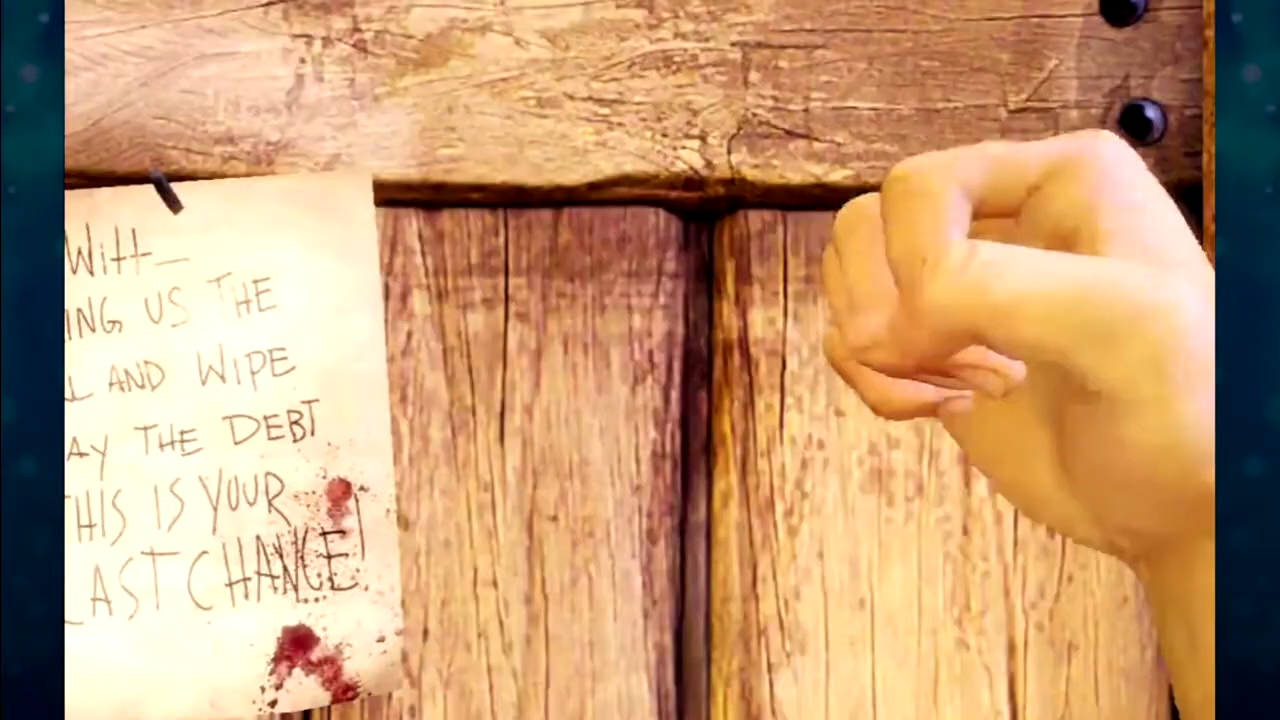 Witt—
ING US THE
L AND WIPE
AY THE DEBT
THIS IS YOUR
LAST CHANCE!